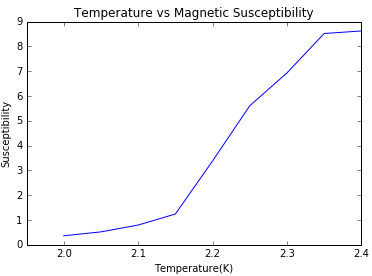 Temperature vs Magnetic Susceptibility
9
8
7
6
5
4
3
2
1
0
Susceptibility
2.0 2.1 2.2 2.3 2.4
Temperature(K)